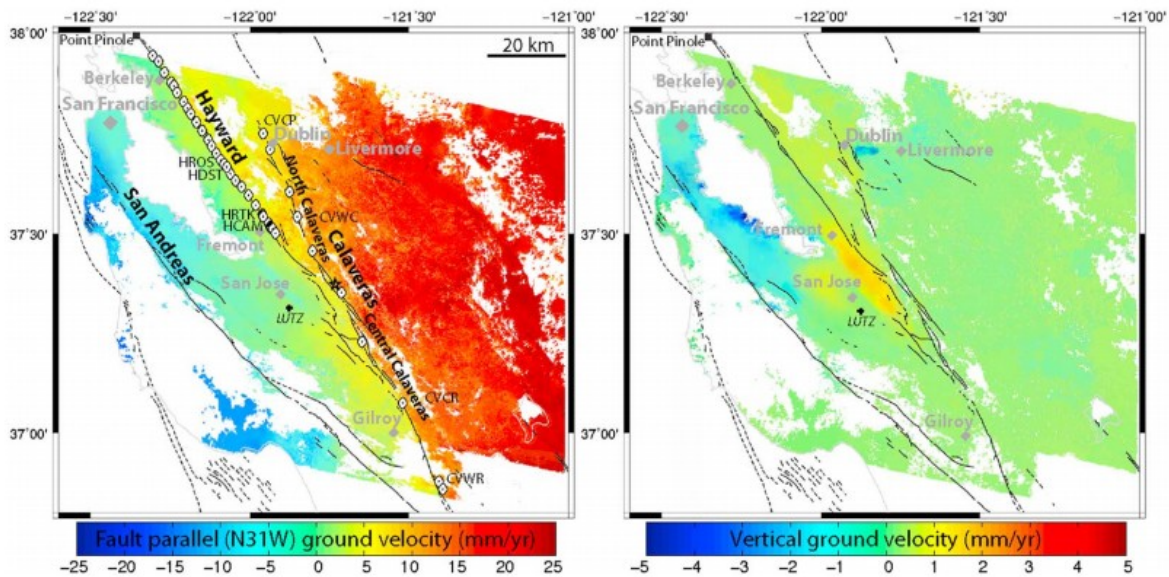 −122°30' −122°00' −121°30' −121°00'
−122°30' −122°00' −121°30' −121°00'
38°00'
37°30'
37°00'
Point Pinole
20 km
Berkeley
San Francisco
Hayward
CVCP
Dublin
Livermore
HROS
HDST
North Calaveras
San Andreas
HRTK
HCAM
CVWC
Fremont
Calaveras
San Jose
LUTZ
Central Calaveras
CVCR
Gilroy
CVWR
Fault parallel (N31W) ground velocity (mm/yr)
−25 −20 −15 −10 −5 0 5 10 15 20 25
38°00'
37°30'
37°00'
Point Pinole
Berkeley
San Francisco
Dublin
Livermore
Fremont
San Jose
LUTZ
Gilroy
Vertical ground velocity (mm/yr)
−5 −4 −3 −2 −1 0 1 2 3 4 5